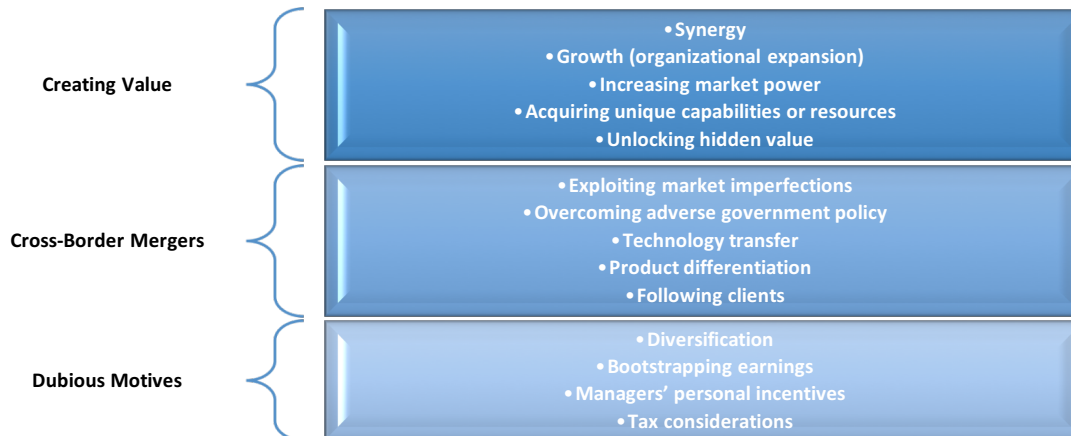 Creating Value
•Synergy
•Growth (organizational expansion)
•Increasing market power
•Acquiring unique capabilities or resources
•Unlocking hidden value
Cross-Border Mergers
•Exploiting market imperfections
•Overcoming adverse government policy
•Technology transfer
•Product differentiation
•Following clients
Dubious Motives
•Diversification
•Bootstrapping earnings
•Managers’ personal incentives
•Tax considerations